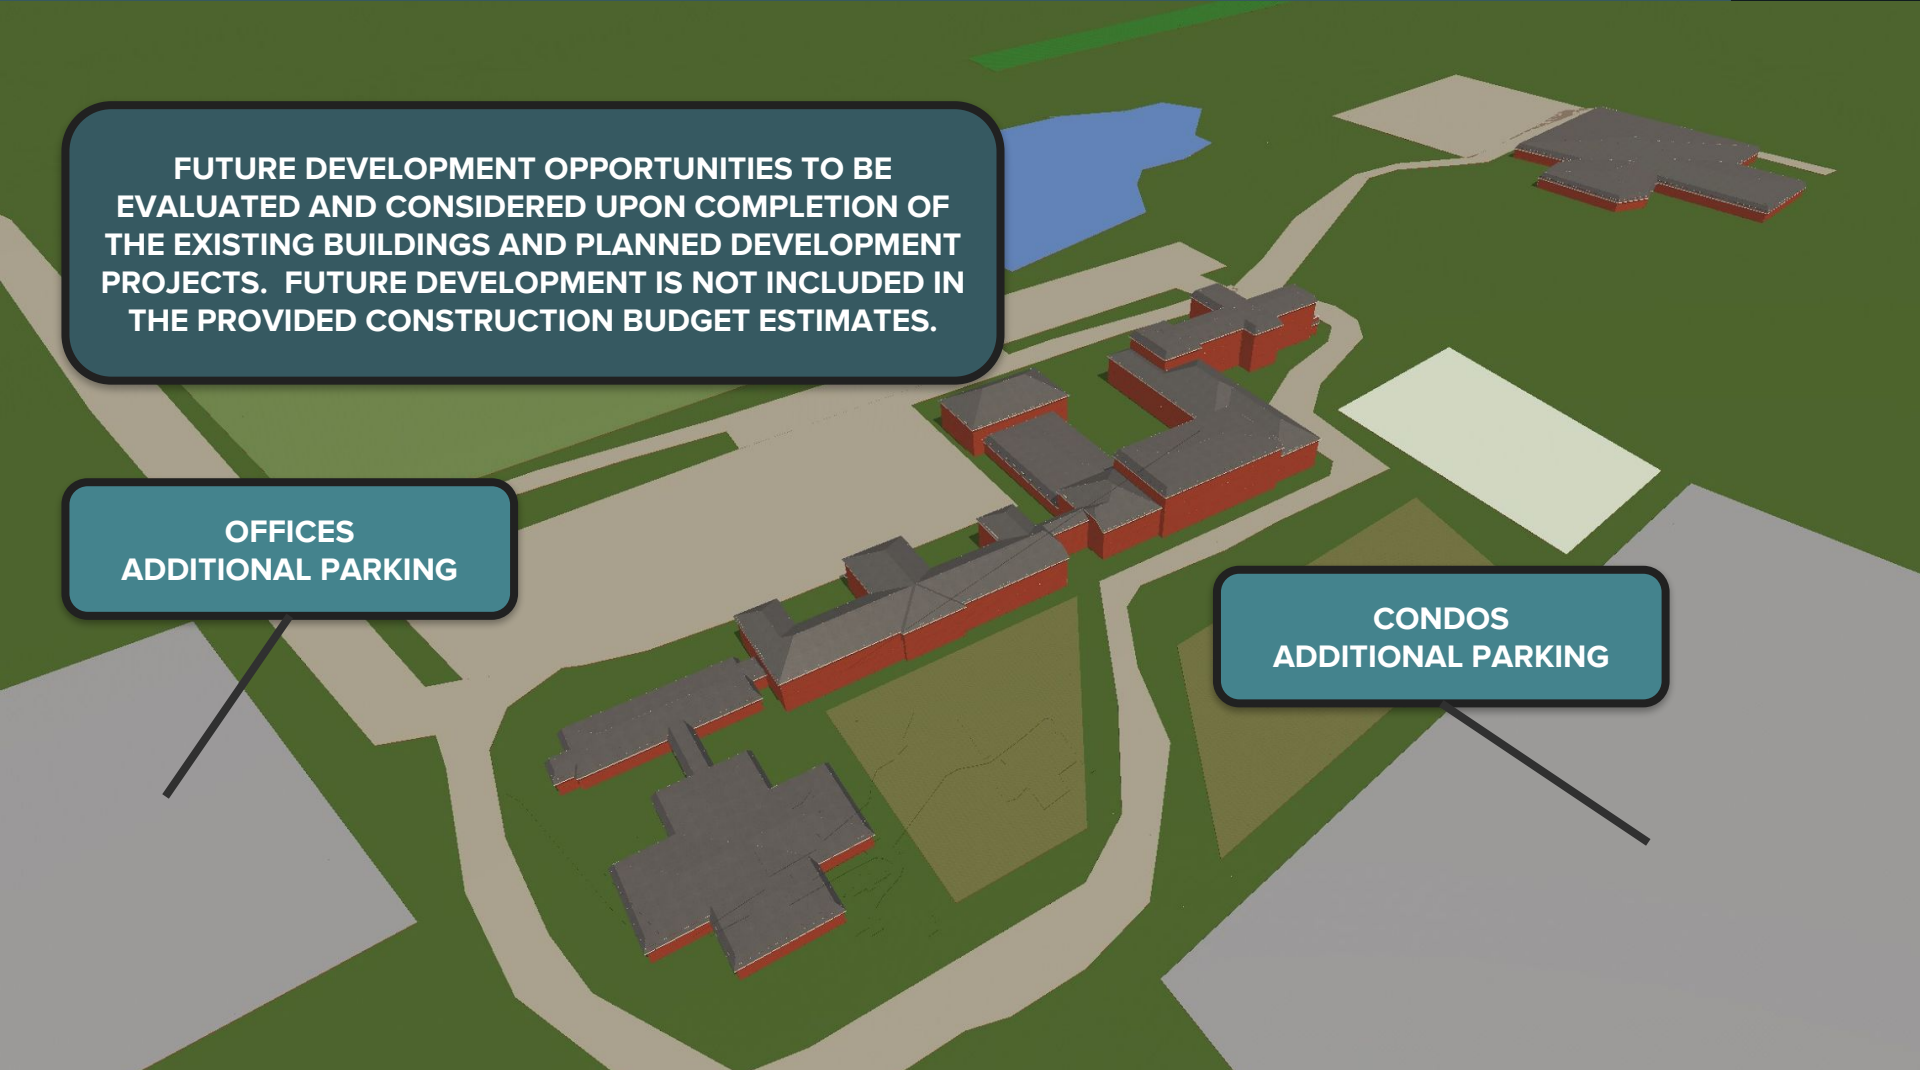 FUTURE DEVELOPMENT OPPORTUNITIES TO BE
EVALUATED AND CONSIDERED UPON COMPLETION OF
THE EXISTING BUILDINGS AND PLANNED DEVELOPMENT
PROJECTS.  FUTURE DEVELOPMENT IS NOT INCLUDED IN
THE PROVIDED CONSTRUCTION BUDGET ESTIMATES.
OFFICES
ADDITIONAL PARKING
CONDOS
ADDITIONAL PARKING